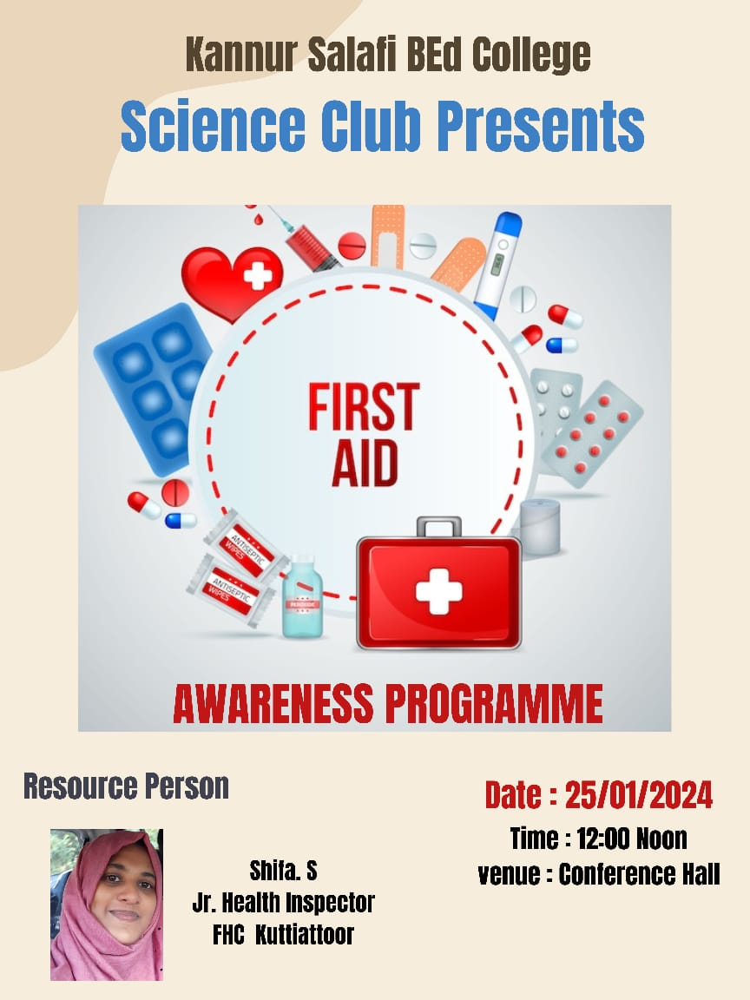 Kannur Salafi BEd College
Science Club Presents
FIRST
AID
ANTISEPTIC
WIPES
ANTISEPTIC
WIPES
PEROXIDE
AWARENESS PROGRAMME
Resource Person
Shifa. S
Jr. Health Inspector
FHC Kuttiattoor
Date : 25/01/2024
Time : 12:00 Noon
venue : Conference Hall